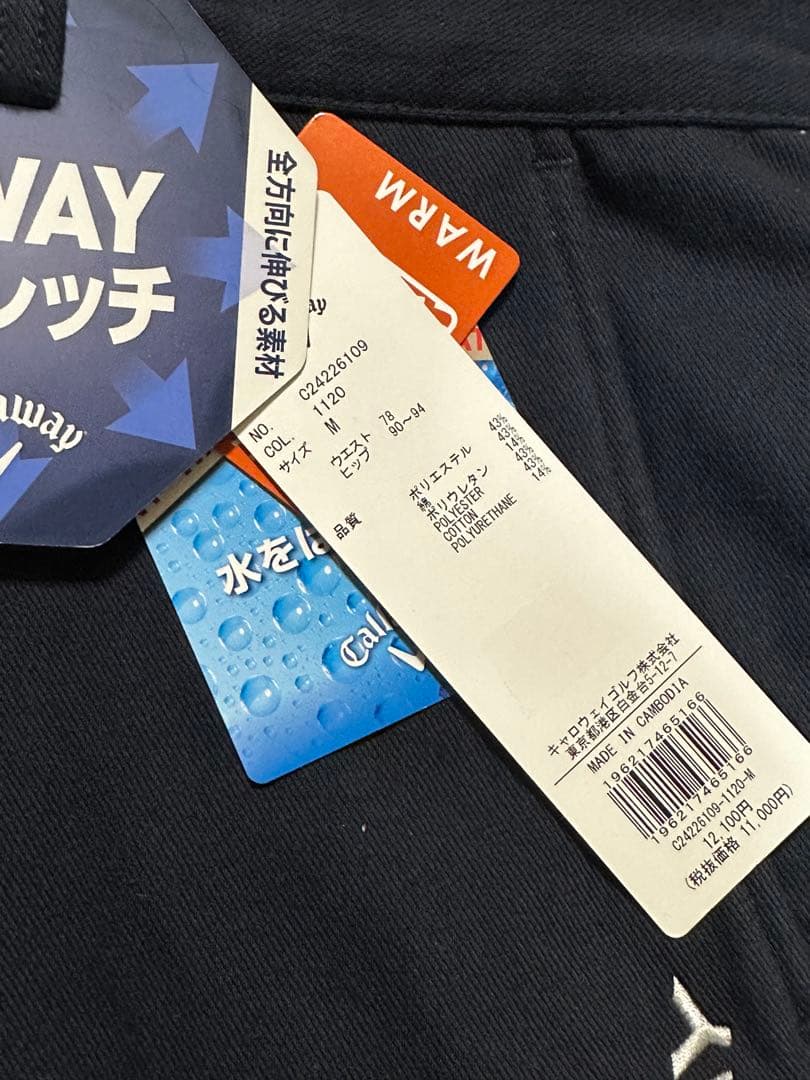 WAY
レッチ
全方向に伸びる素材
WARM
NO. C24226109
COL. 1120
サイズ M
ウエスト 78
ヒップ 90～94
品質
ポリエステル 43%
綿 43%
ポリウレタン 14%
POLYESTER 43%
COTTON 43%
POLYURETHANE 14%
水をは
キャロウェイゴルフ株式会社
東京都港区白金台5-12-7
MADE IN CAMBODIA
196217465166
196217465166
C24226109-1120-M
12,100円
(税抜価格 11,000円)